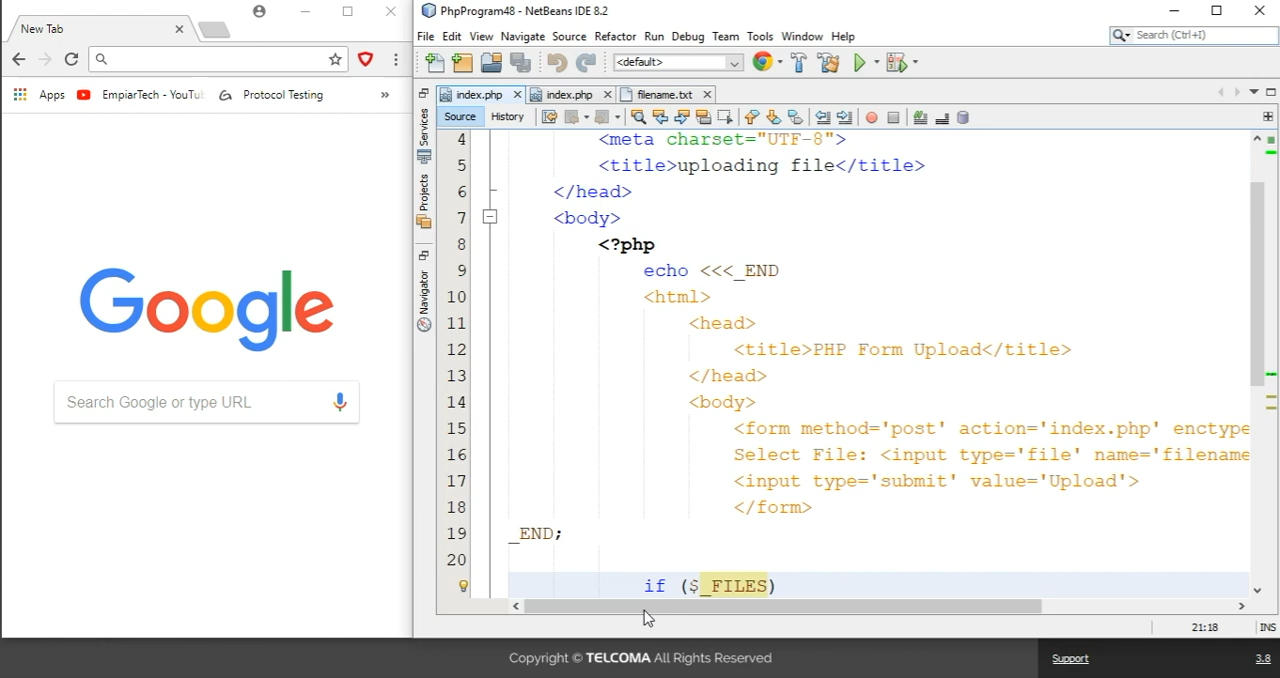 New Tab
Apps
EmpiarTech - YouTu
Protocol Testing
»
Google
Search Google or type URL
PhpProgram48 - NetBeans IDE 8.2
File Edit View Navigate Source Refactor Run Debug Team Tools Window Help
Search (Ctrl+I)
<default>
index.php
index.php
filename.txt
Source
History
Services
Projects
Navigator
4 <meta charset="UTF-8">
5 <title>uploading file</title>
6 </head>
7 <body>
8 <?php
9 echo <<<_END
10 <html>
11 <head>
12 <title>PHP Form Upload</title>
13 </head>
14 <body>
15 <form method='post' action='index.php' enctype
16 Select File: <input type='file' name='filename
17 <input type='submit' value='Upload'>
18 </form>
19 _END;
20
if ($_FILES)
21:18
INS
Copyright © TELCOMA All Rights Reserved
Support
3.8